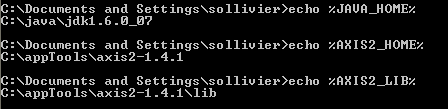 C:\Documents and Settings\sollivier>echo %JAVA_HOME%
C:\java\jdk1.6.0_07
C:\Documents and Settings\sollivier>echo %AXIS2_HOME%
C:\appTools\axis2-1.4.1
C:\Documents and Settings\sollivier>echo %AXIS2_LIB%
C:\appTools\axis2-1.4.1\lib